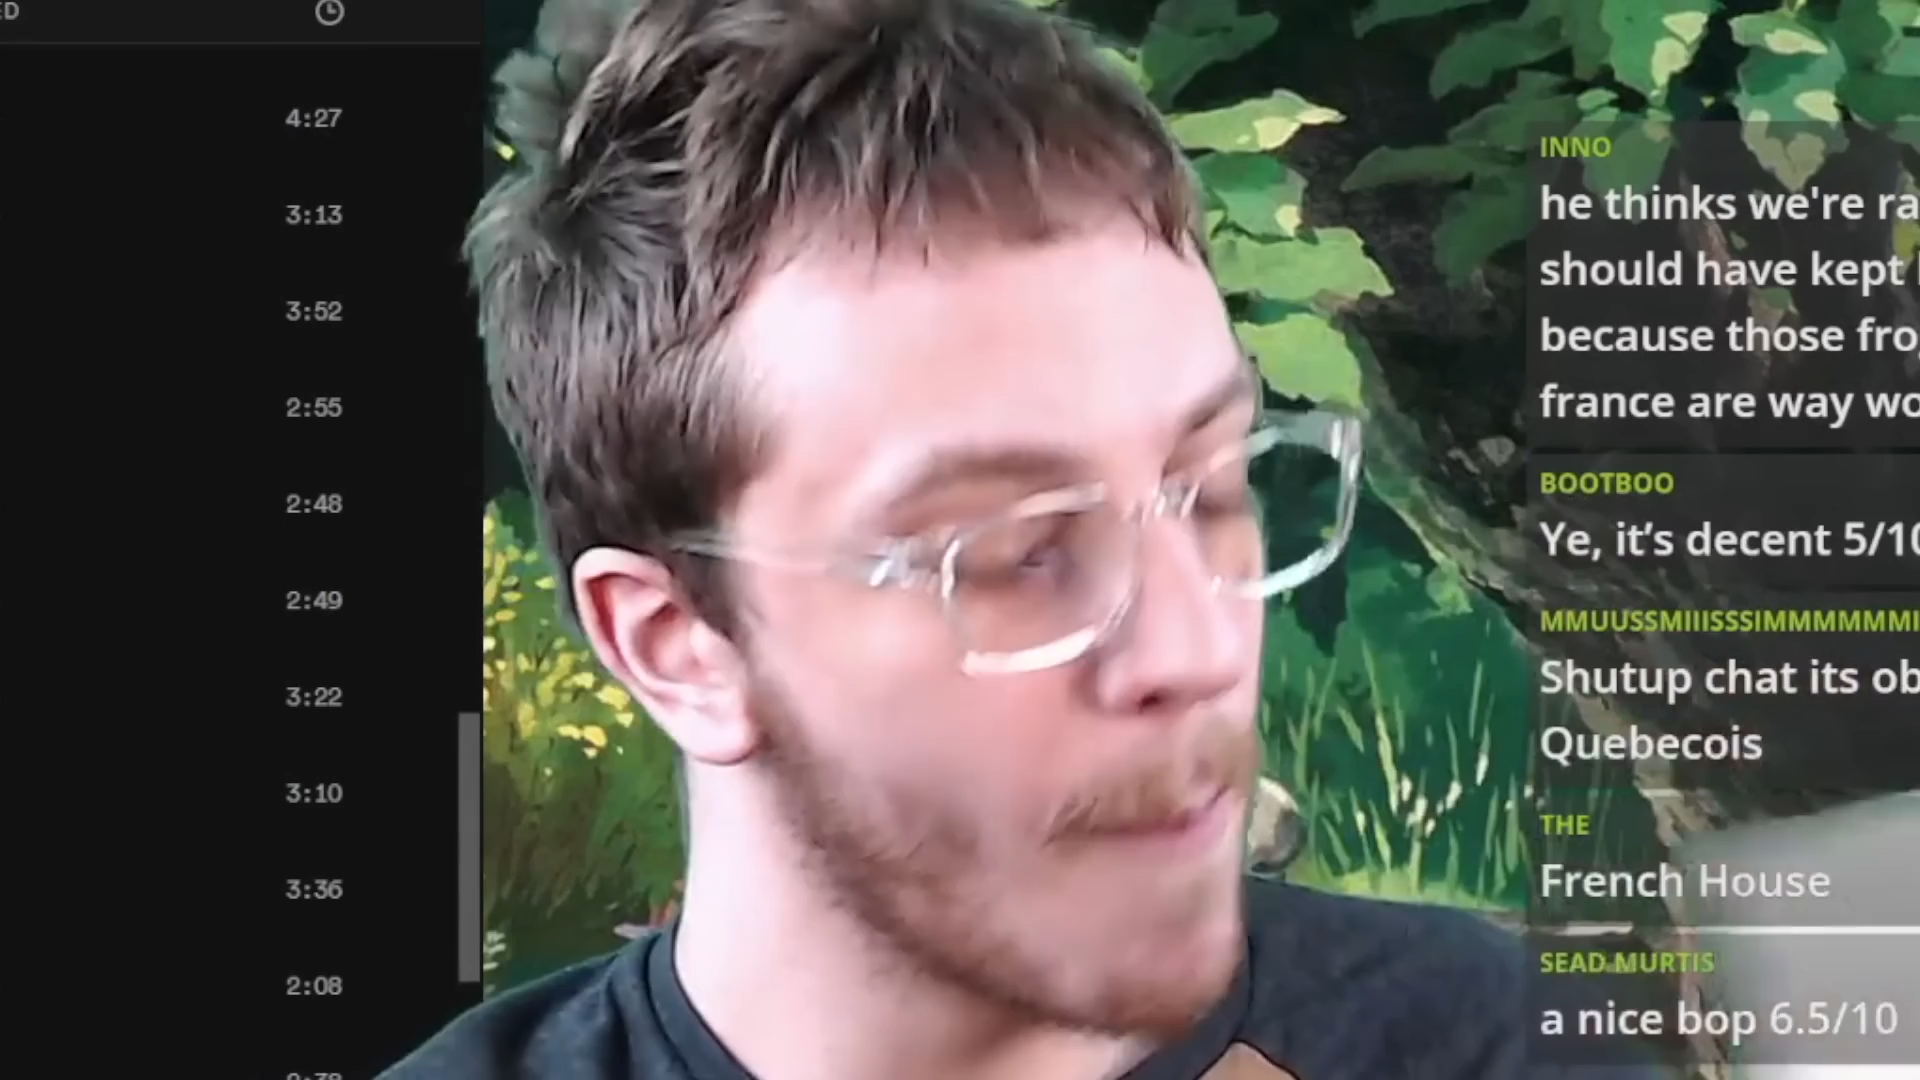 ED
4:27
3:13
3:52
2:55
2:48
2:49
3:22
3:10
3:36
2:08
INNO
he thinks we're ra
should have kept
because those fro
france are way wo
BOOTBOO
Ye, it’s decent 5/10
MMUUSSMIIISSSIMMMMMMI
Shutup chat its ob
Quebecois
THE
French House
SEAD MURTIS
a nice bop 6.5/10